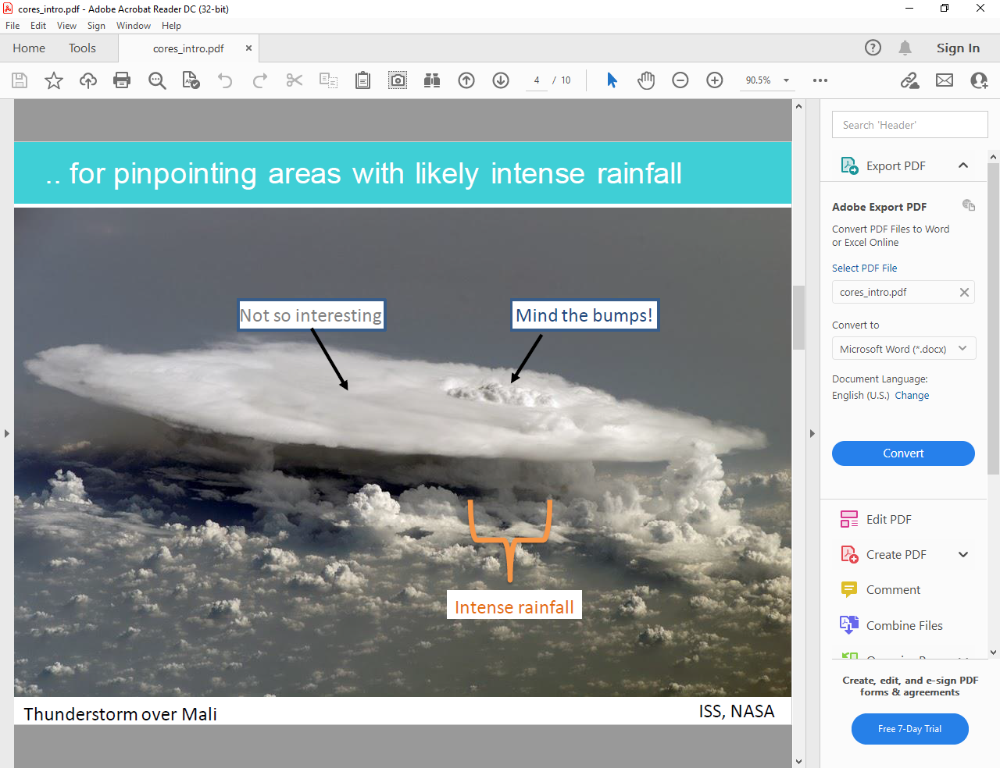 cores_intro.pdf - Adobe Acrobat Reader DC (32-bit)
File Edit View Sign Window Help
Home Tools cores_intro.pdf × Sign In
4 / 10 90.5%
Search 'Header'
Export PDF
Adobe Export PDF
Convert PDF Files to Word
or Excel Online
Select PDF File
cores_intro.pdf
Convert to
Microsoft Word (*.docx)
Document Language:
English (U.S.) Change
Convert
Edit PDF
Create PDF
Comment
Combine Files
Create, edit, and e-sign PDF
forms & agreements
Free 7-Day Trial
.. for pinpointing areas with likely intense rainfall
Not so interesting
Mind the bumps!
Intense rainfall
Thunderstorm over Mali
ISS, NASA